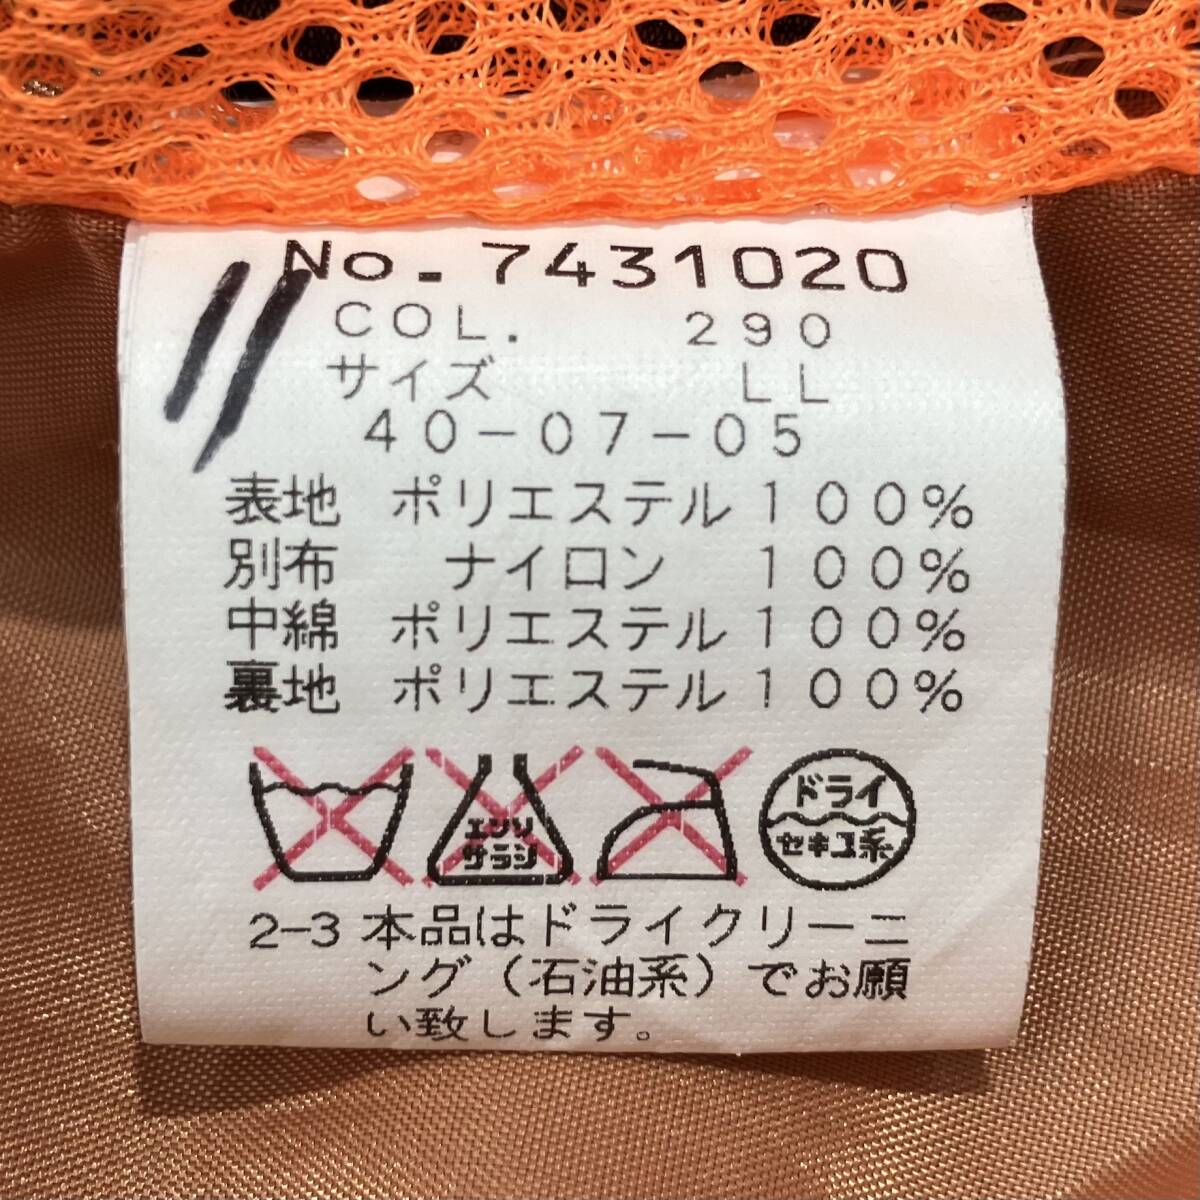 No. 7431020
COL. 290
サイズ LL
40-07-05
表地 ポリエステル100%
別布 ナイロン 100%
中綿 ポリエステル100%
裏地 ポリエステル100%
エンソ
サラシ
ドライ
セキユ系
2-3 本品はドライクリーニ
ング（石油系）でお願
い致します。